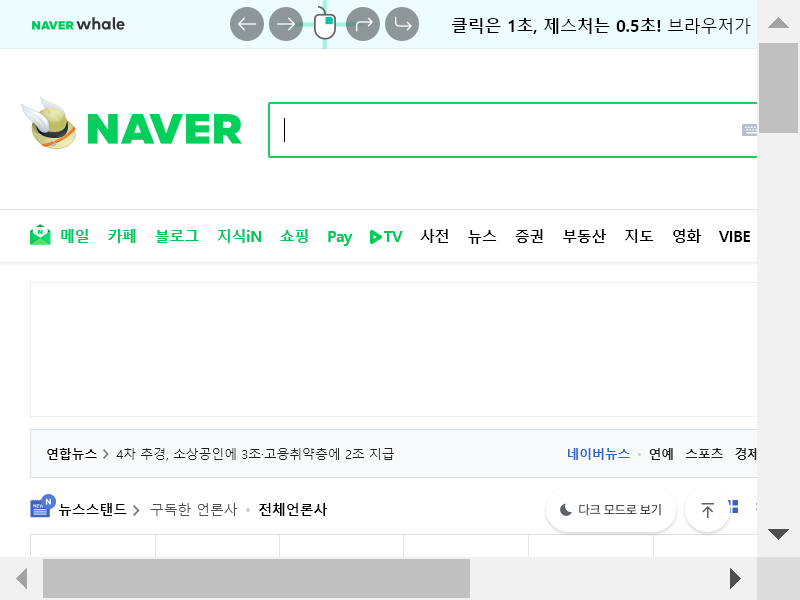 NAVER whale
클릭은 1초, 제스처는 0.5초! 브라우저가
NAVER
메일 카페 블로그 지식iN 쇼핑 Pay TV 사전 뉴스 증권 부동산 지도 영화 VIBE
연합뉴스 4차 추경, 소상공인에 3조·고용취약층에 2조 지급 네이버뉴스 연예 스포츠 경제
뉴스스탠드 구독한 언론사 전체언론사 다크 모드로 보기